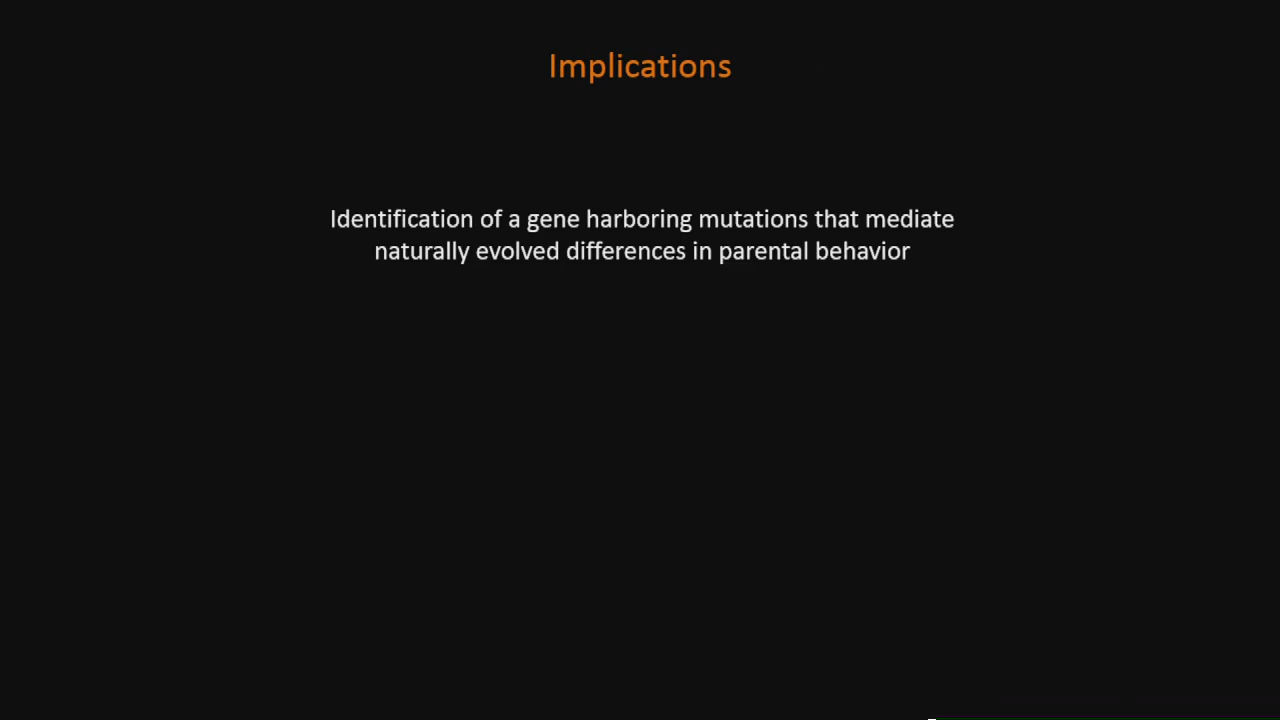 Implications
Identification of a gene harboring mutations that mediate
naturally evolved differences in parental behavior